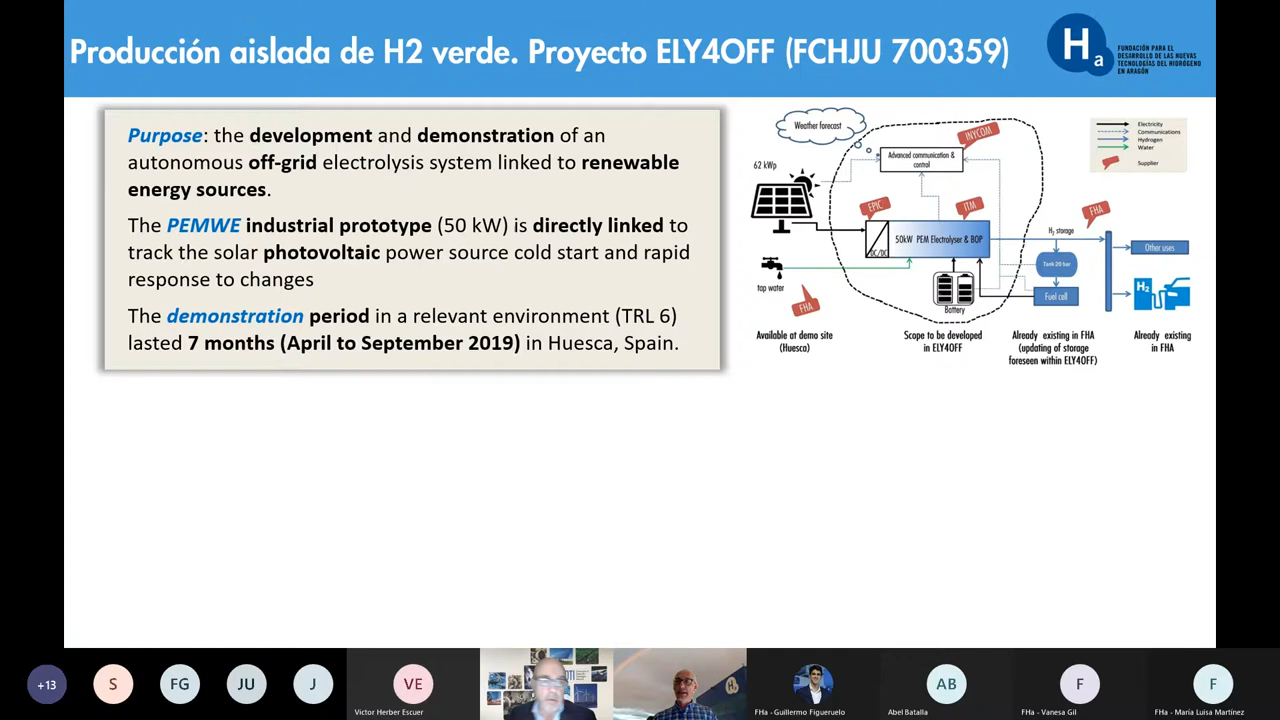 Producción aislada de H2 verde. Proyecto ELY4OFF (FCHJU 700359)
Ha
FUNDACIÓN PARA EL
DESARROLLO DE LAS NUEVAS
TECNOLOGÍAS DEL HIDRÓGENO
EN ARAGÓN
Purpose: the development and demonstration of an
autonomous off-grid electrolysis system linked to renewable
energy sources.
The PEMWE industrial prototype (50 kW) is directly linked to
track the solar photovoltaic power source cold start and rapid
response to changes
The demonstration period in a relevant environment (TRL 6)
lasted 7 months (April to September 2019) in Huesca, Spain.
Weather forecast
INYCOM
Electricity
Communications
Hydrogen
Water
Supplier
62 kWp
Advanced communication &
control
EPIC
ITM
FHA
50kW PEM Electrolyser & BOP
DC/DC
H2 storage
Other uses
Tank 20 bar
H2
tap water
Battery
Fuel cell
FHA
Available at demo site
(Huesca)
Scope to be developed
in ELY4OFF
Already existing in FHA
(updating of storage
foreseen within ELY4OFF)
Already existing
in FHA
+13
S
FG
JU
J
VE
Victor Herber Escuer
FHa - Guillermo Figueruelo
AB
Abel Batalla
F
FHa - Vanesa Gil
F
FHa - María Luisa Martínez